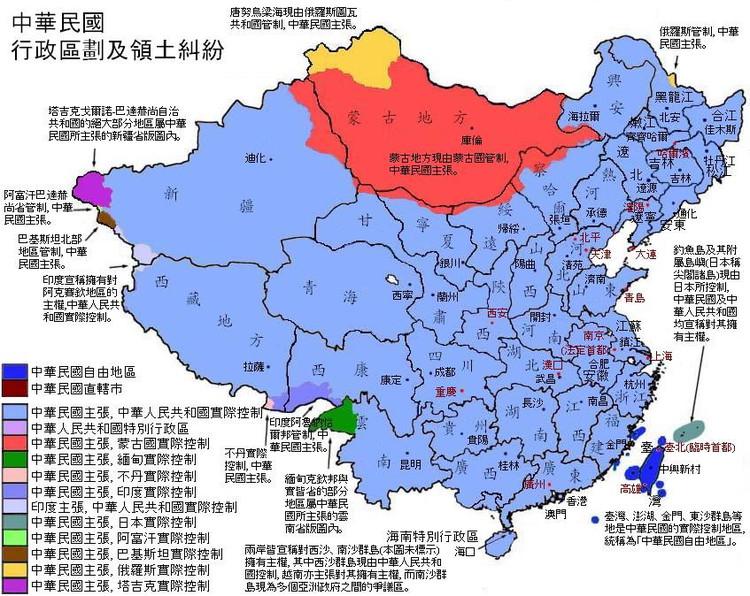 中華民國
行政區劃及領土糾紛
唐努烏梁海現由俄羅斯圖瓦
共和國管制, 中華民國主張。
俄羅斯管制, 中華
民國主張。
塔吉克戈爾諾-巴達赫尚自治
共和國的絕大部分地區屬中華
民國所主張的新疆省版圖內。
阿富汗巴達赫
尚省管制, 中華
民國主張。
巴基斯坦北部
地區管制, 中華
民國主張。
印度宣稱擁有對
阿克賽欽地區的
主權,中華人民共
和國實際控制。
蒙古地方
庫倫
蒙古地方現由蒙古國管制,
中華民國主張。
興安
海拉爾
黑龍江
北安
嫩江
齊齊哈爾
合江
佳木斯
哈爾濱
牡丹江
松江
吉林
吉林
遼北
遼源
瀋陽
遼寧
通化
安東
大連
察哈爾
張垣
熱河
承德
北平
天津
新疆
迪化
甘肅
蘭州
寧夏
銀川
綏遠
歸綏
山西
陽曲
河北
清苑
山東
濟南
青島
青海
西寧
西藏地方
拉薩
西康
康定
四川
成都
重慶
陝西
西安
河南
開封
江蘇
鎮江
南京
(法定首都)
上海
安徽
合肥
湖北
武昌
漢口
浙江
杭州
湖南
長沙
江西
南昌
福建
貴州
貴陽
雲南
昆明
廣西
桂林
廣東
廣州
香港
澳門
海南特別行政區
海口
金門
臺灣
臺北(臨時首都)
中興新村
高雄
釣魚島及其附
屬島嶼(日本稱
尖閣諸島)現由
日本所控制,
中華民國及中
華人民共和國
均宣稱對其擁
有主權。
印度阿魯納恰
爾邦管制, 中
華民國主張。
不丹實際
控制, 中華
民國主張。
緬甸克欽邦與
實皆省的部分
地區屬中華民
國所主張的雲
南省版圖內。
兩岸皆宣稱對西沙、南沙群島(本圖未標示)
擁有主權, 其中西沙群島現由中華人民共和
國控制, 越南亦主張對其擁有主權, 而南沙群
島現為多個亞洲政府之間的爭議區。
臺灣、澎湖、金門、東沙群島等
地是中華民國的實際控制地區,
統稱為「中華民國自由地區」。
中華民國自由地區
中華民國直轄市
中華民國主張, 中華人民共和國實際控制
中華人民共和國特別行政區
中華民國主張, 蒙古國實際控制
中華民國主張, 緬甸實際控制
中華民國主張, 不丹實際控制
中華民國主張, 印度實際控制
印度主張, 中華人民共和國實際控制
中華民國主張, 日本實際控制
中華民國主張, 阿富汗實際控制
中華民國主張, 巴基斯坦實際控制
中華民國主張, 俄羅斯實際控制
中華民國主張, 塔吉克實際控制